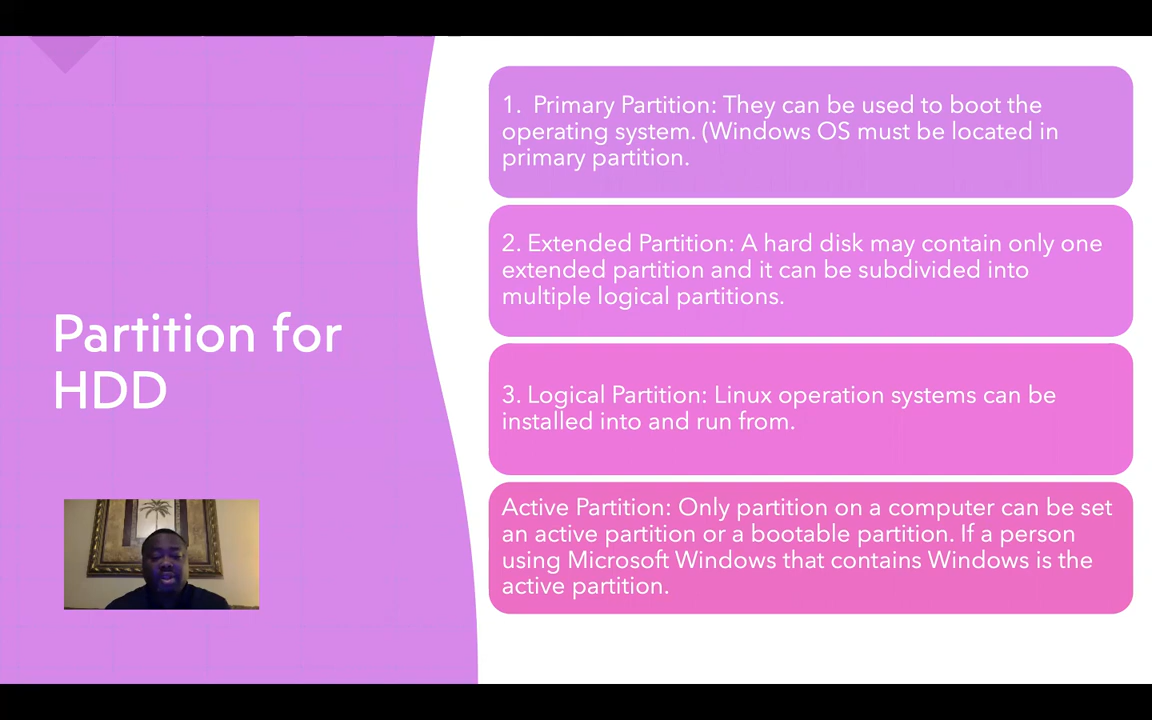 Partition for
HDD
1.  Primary Partition: They can be used to boot the
operating system. (Windows OS must be located in
primary partition.
2. Extended Partition: A hard disk may contain only one
extended partition and it can be subdivided into
multiple logical partitions.
3. Logical Partition: Linux operation systems can be
installed into and run from.
Active Partition: Only partition on a computer can be set
an active partition or a bootable partition. If a person
using Microsoft Windows that contains Windows is the
active partition.